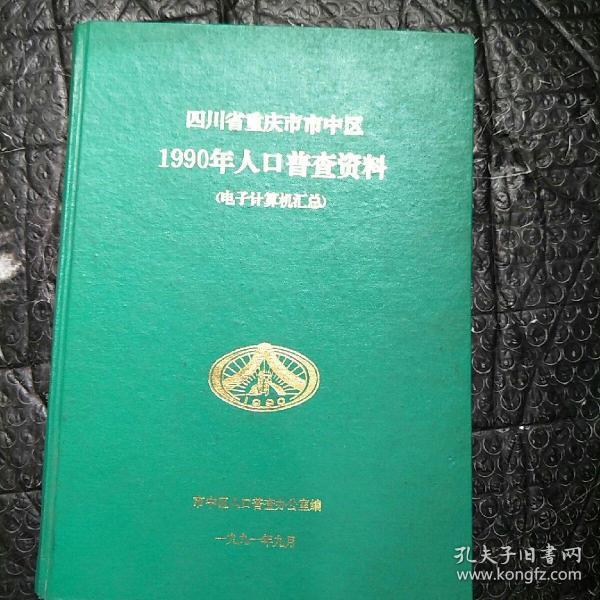 四川省重庆市市中区
1990年人口普查资料
(电子计算机汇总)
1990
市中区人口普查办公室编
一九九一年九月
孔夫子旧书网
www.kongfz.com